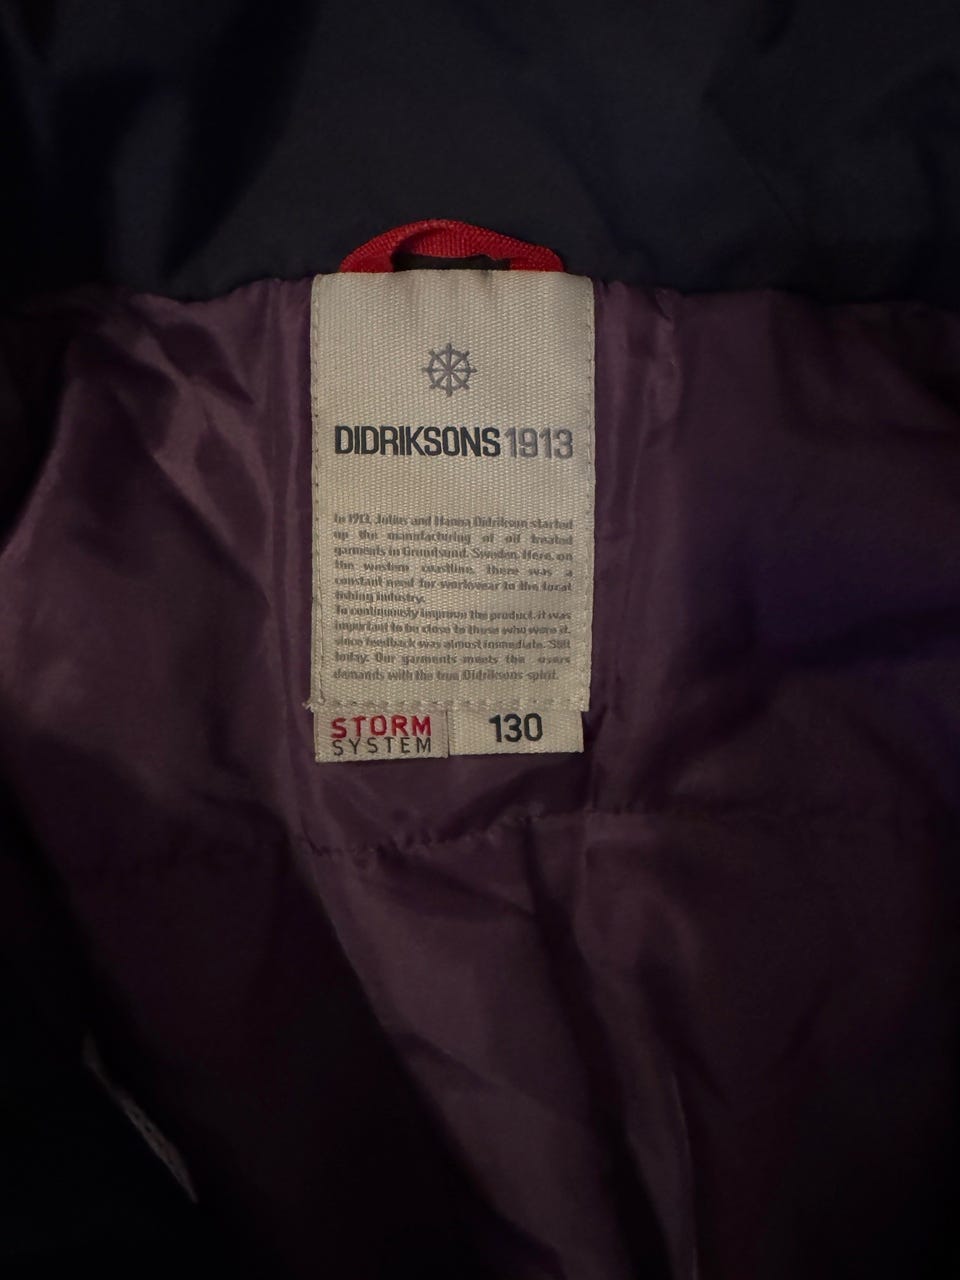 DIDRIKSONS 1913
In 1913, Julius and Hanna Didrikson started
up the manufacturing of oil treated
garments in Grundsund, Sweden. Here, on
the western coastline, there was a
constant need for workwear to the local
fishing industry.
To continuously improve the product, it was
important to be close to those who wore it,
since feedback was almost immediate. Still
today, Our garments meets the users
demands with the true Didriksons spirit.
STORM
SYSTEM
130